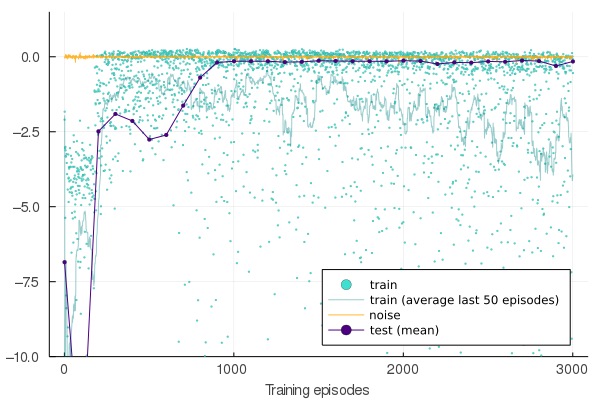 0.0
−2.5
−5.0
−7.5
−10.0
0 1000 2000 3000
Training episodes
train
train (average last 50 episodes)
noise
test (mean)